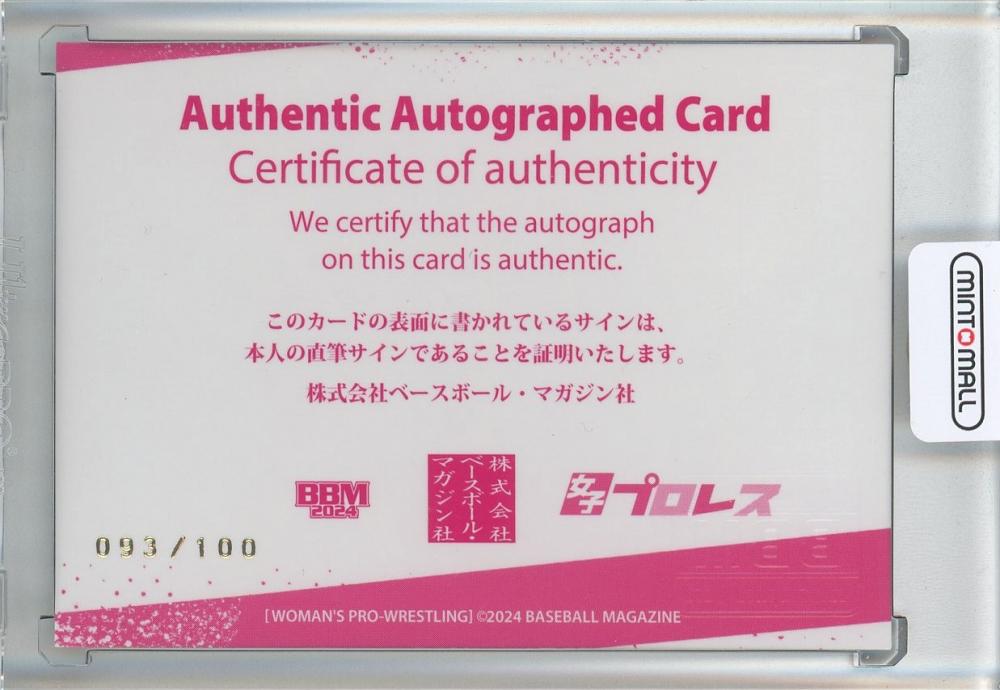 Authentic Autographed Card
Certificate of authenticity
We certify that the autograph
on this card is authentic.
このカードの表面に書かれているサインは、
本人の直筆サインであることを証明いたします。
株式会社ベースボール・マガジン社
BBM
2024
株式会社
ベースボール・
マガジン社
女子プロレス
093/100
[WOMAN'S PRO-WRESTLING] ©2024 BASEBALL MAGAZINE
MINT MALL